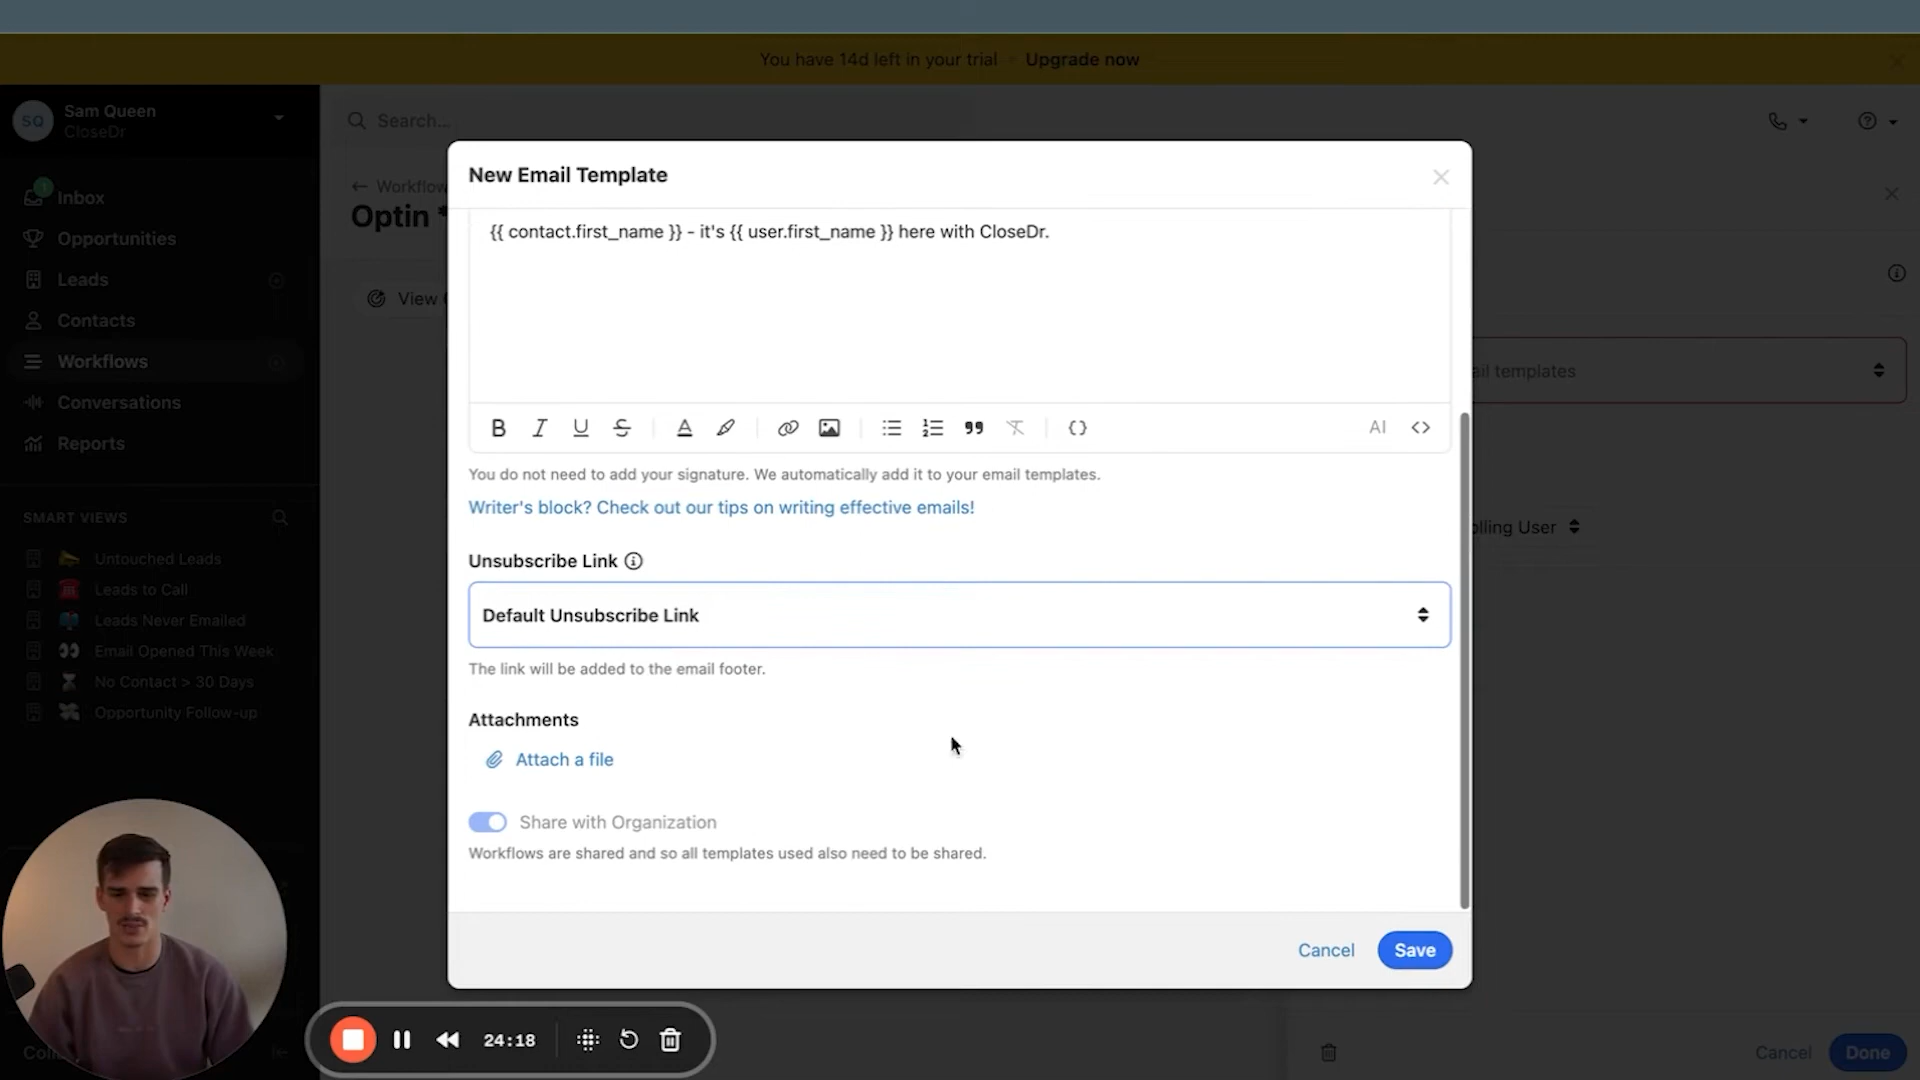 You have 14d left in your trial - Upgrade now
SQ
Sam Queen
CloseDr
Search...
1
Inbox
Opportunities
Leads
Contacts
Workflows
Conversations
Reports
SMART VIEWS
Untouched Leads
Leads to Call
Leads Never Emailed
Email Opened This Week
No Contact > 30 Days
Opportunity Follow-up
← Workflow
Optin
View
New Email Template
{{ contact.first_name }} - it's {{ user.first_name }} here with CloseDr.
B I U S A {} AI <>
You do not need to add your signature. We automatically add it to your email templates.
Writer's block? Check out our tips on writing effective emails!
Unsubscribe Link
Default Unsubscribe Link
The link will be added to the email footer.
Attachments
Attach a file
Share with Organization
Workflows are shared and so all templates used also need to be shared.
Cancel
Save
ail templates
olling User
24:18
Cancel
Done